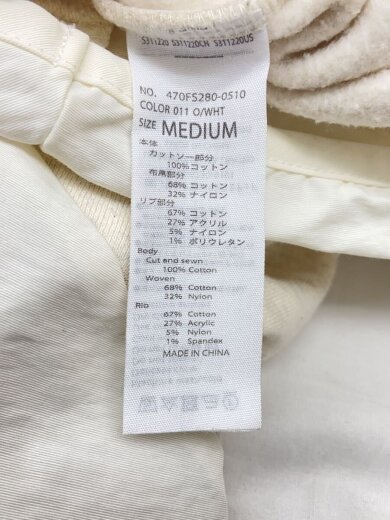 S311220 S311220CH S311220US
NO. 470FS280-0510
COLOR 011 O/WHT
SIZE MEDIUM
本体
カットソー部分
100% コットン
布帛部分
68% コットン
32% ナイロン
リブ部分
67% コットン
27% アクリル
5% ナイロン
1% ポリウレタン
Body
Cut and sewn
100% Cotton
Woven
68% Cotton
32% Nylon
Rib
67% Cotton
27% Acrylic
5% Nylon
1% Spandex
MADE IN CHINA